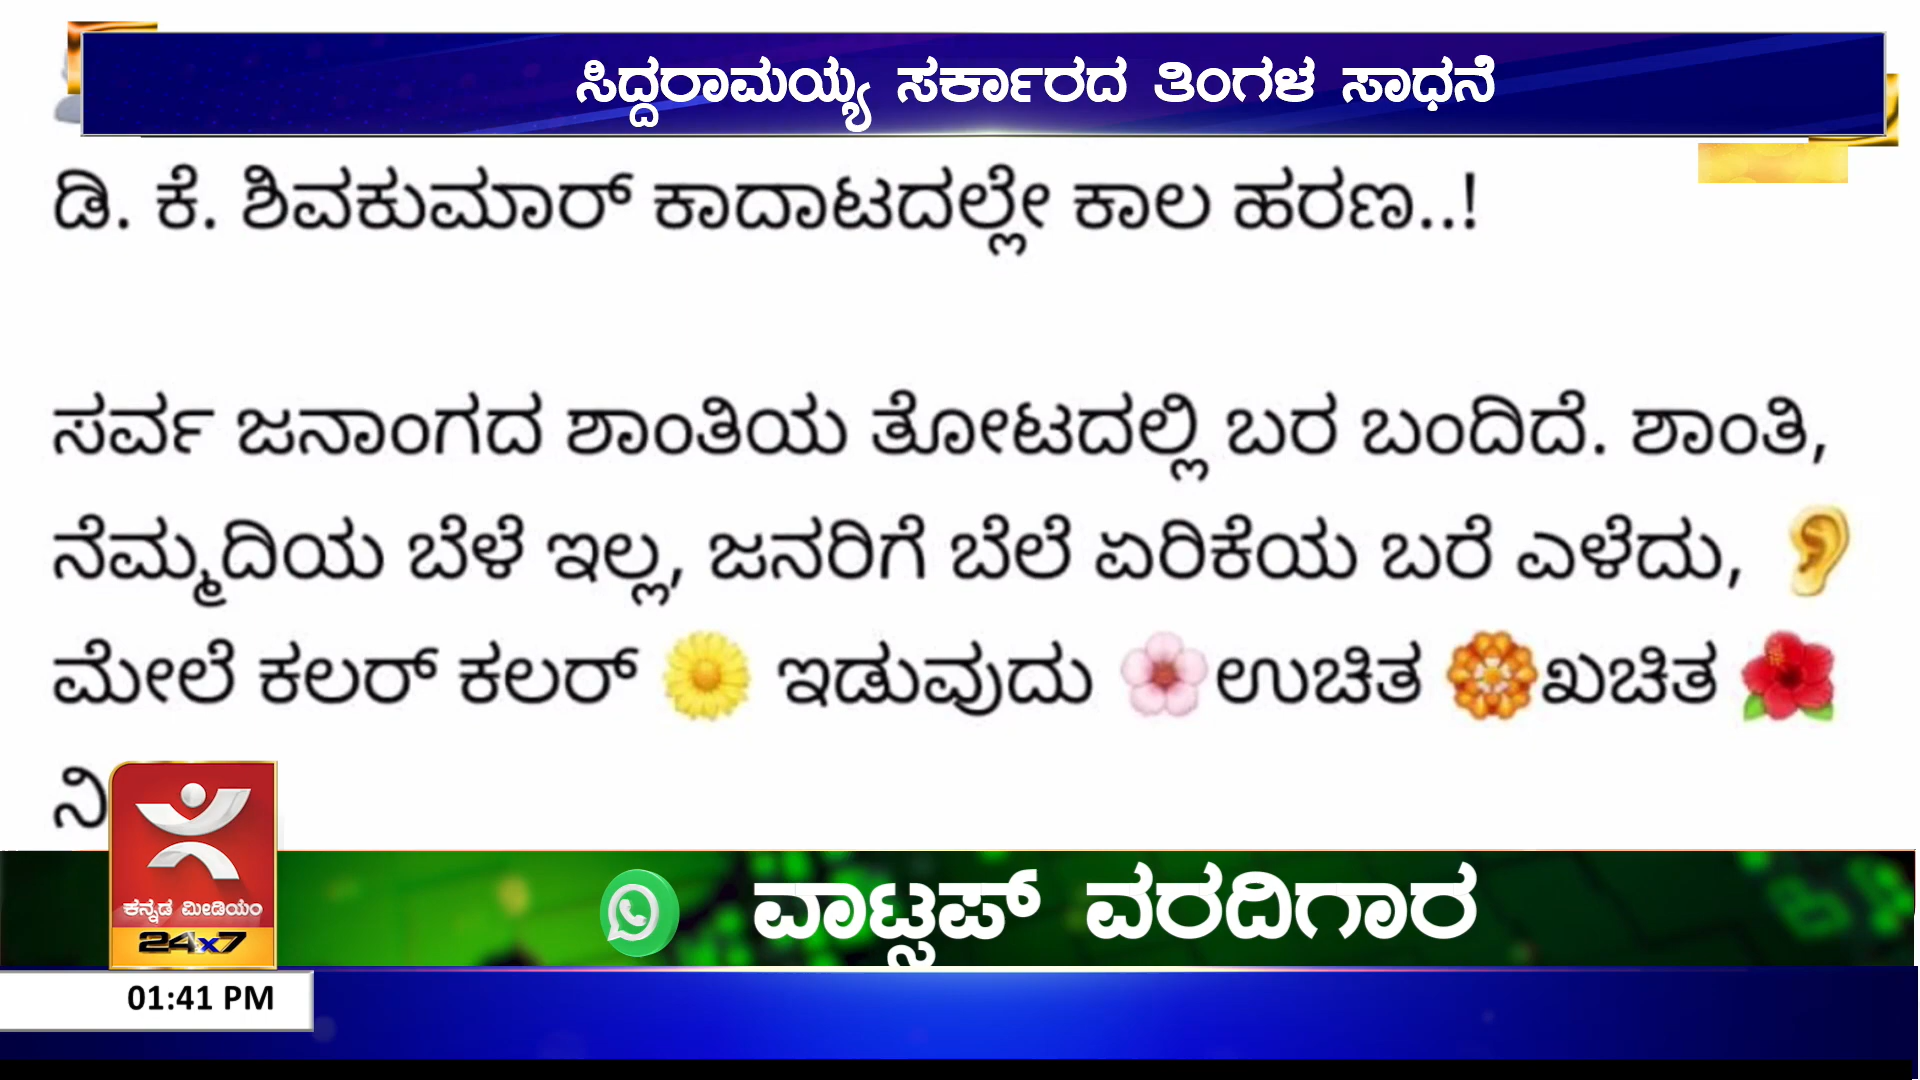 ಸಿದ್ದರಾಮಯ್ಯ ಸರ್ಕಾರದ ತಿಂಗಳ ಸಾಧನೆ
ಡಿ. ಕೆ. ಶಿವಕುಮಾರ್ ಕಾದಾಟದಲ್ಲೇ ಕಾಲ ಹರಣ..!
ಸರ್ವ ಜನಾಂಗದ ಶಾಂತಿಯ ತೋಟದಲ್ಲಿ ಬರ ಬಂದಿದೆ. ಶಾಂತಿ,
ನೆಮ್ಮದಿಯ ಬೆಳೆ ಇಲ್ಲ, ಜನರಿಗೆ ಬೆಲೆ ಏರಿಕೆಯ ಬರೆ ಎಳೆದು, 👂
ಮೇಲೆ ಕಲರ್ ಕಲರ್ 🌼 ಇಡುವುದು 🌸ಉಚಿತ 🏵️ಖಚಿತ 🌺
ಕನ್ನಡ ಮೀಡಿಯಂ
24x7
ವಾಟ್ಸಪ್ ವರದಿಗಾರ
01:41 PM